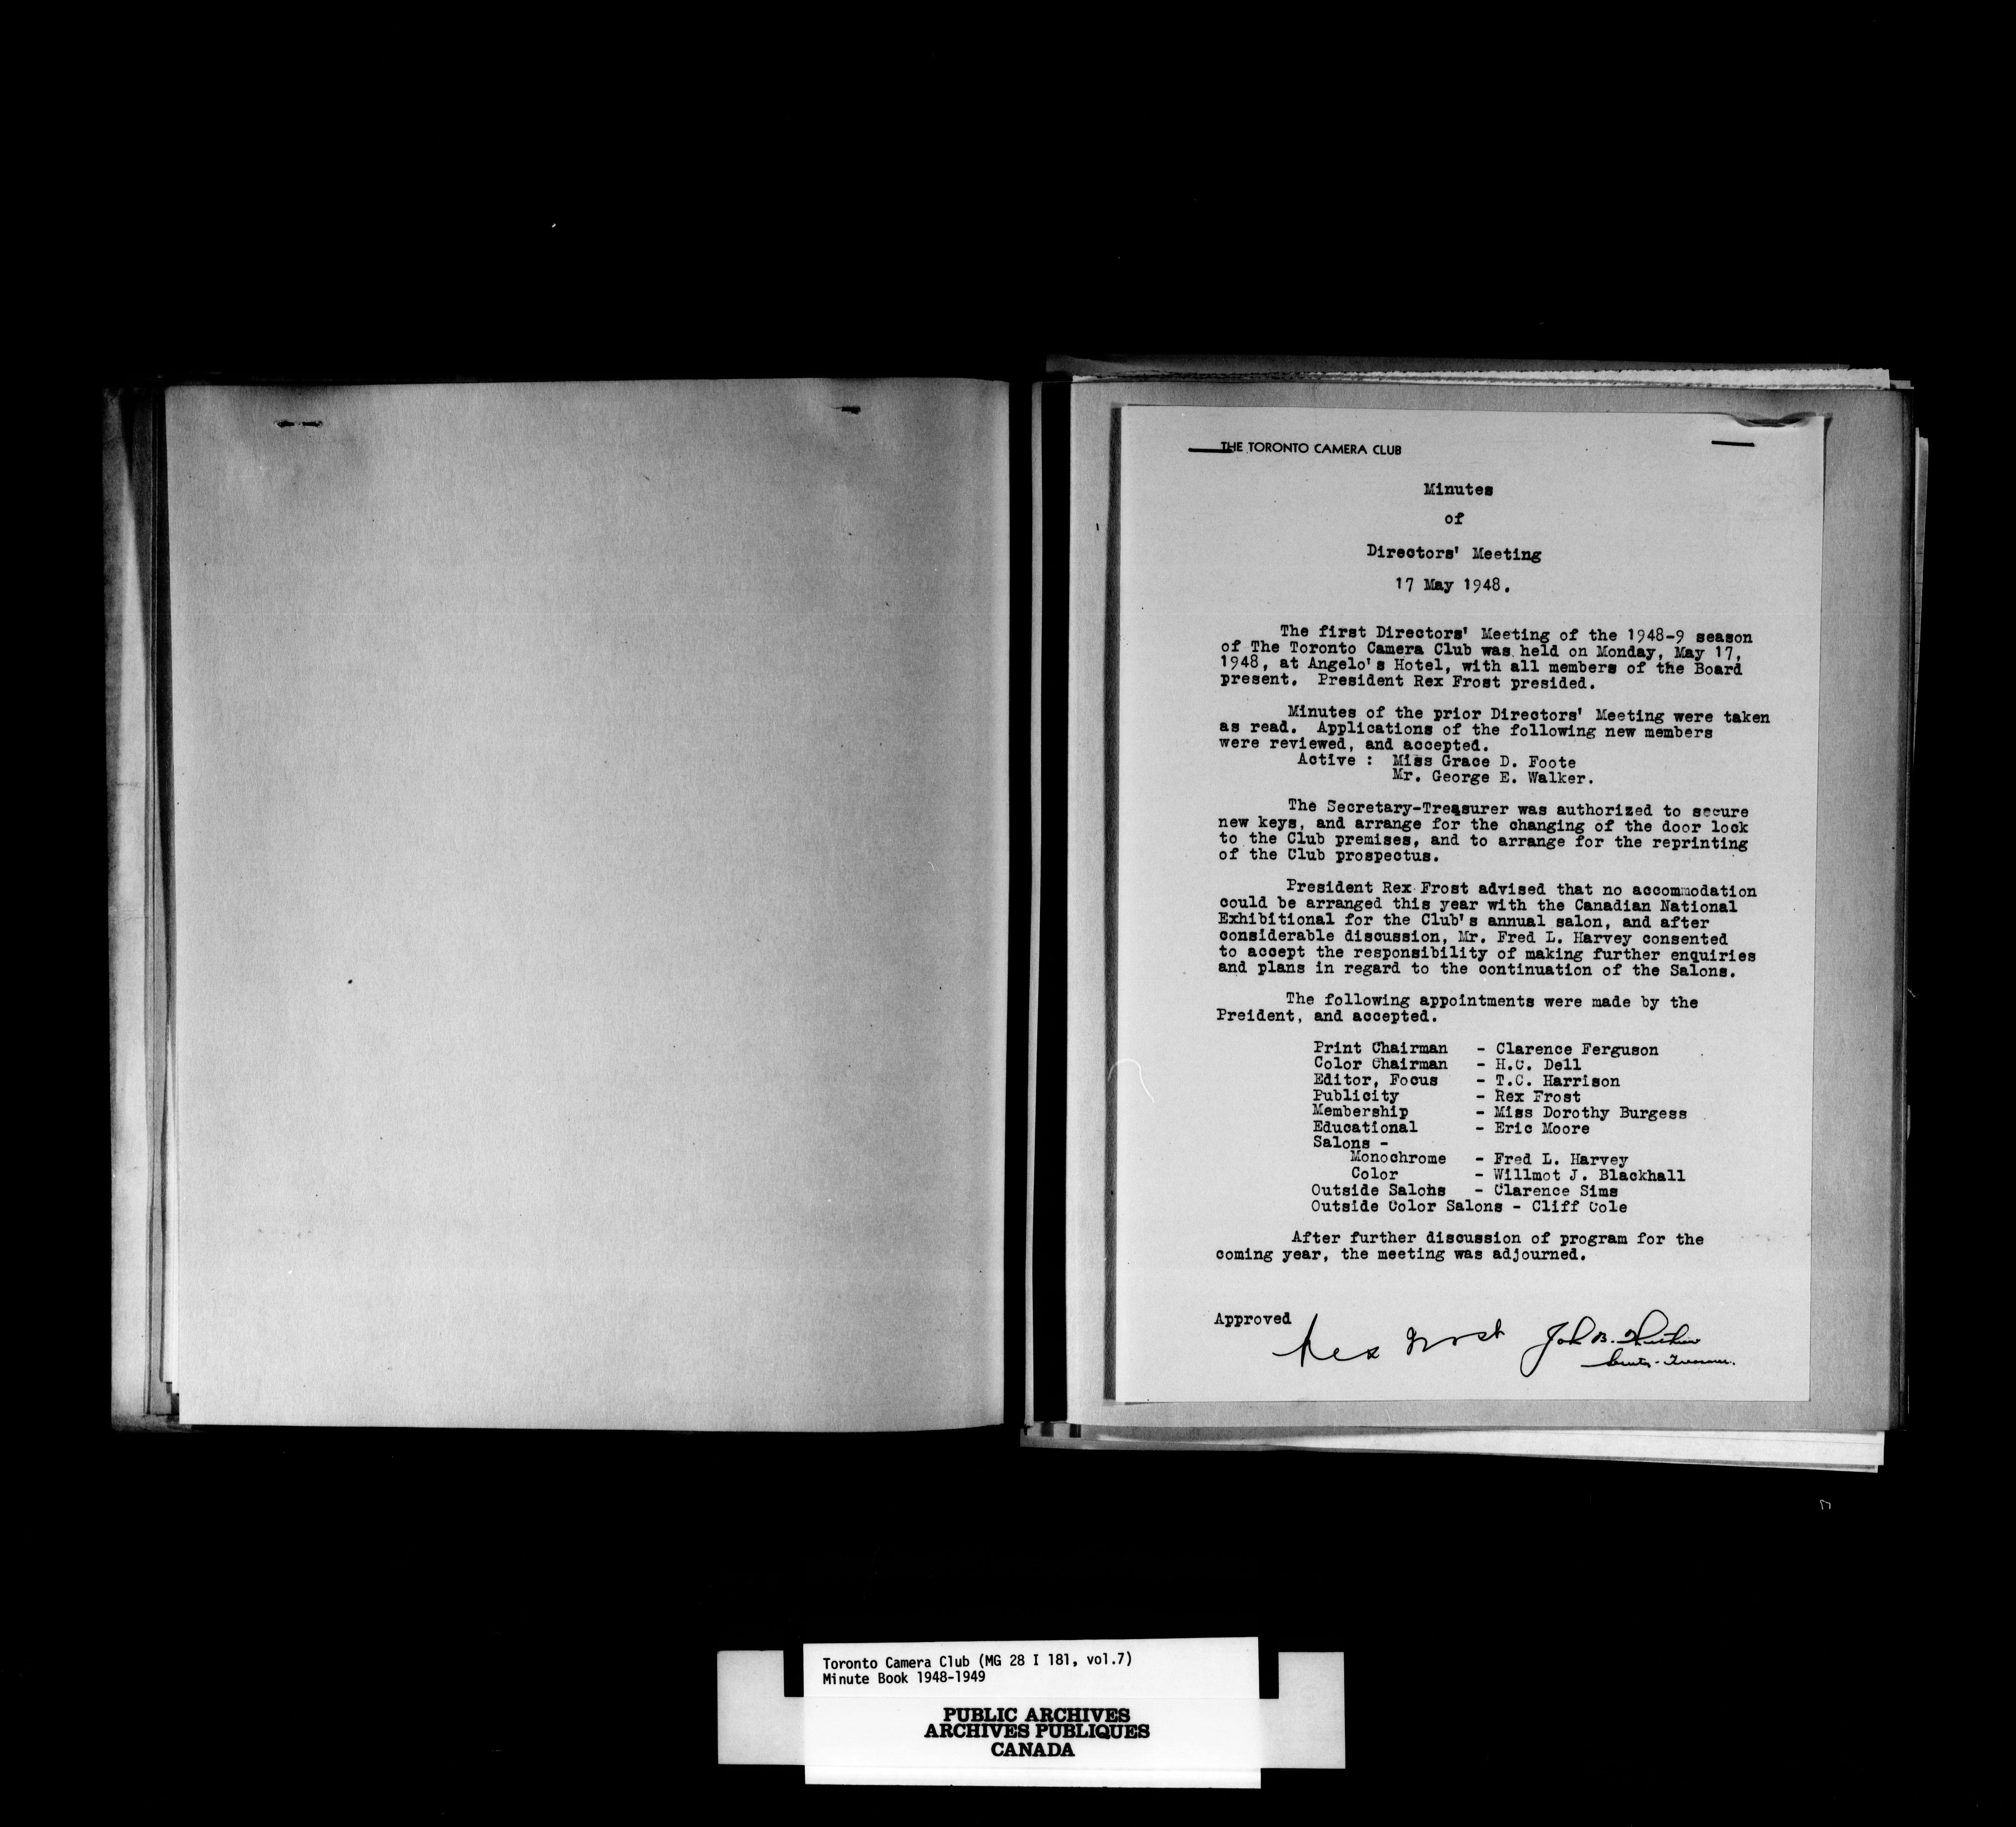 THE TORONTO CAMERA CLUB
Minutes
of
Directors' Meeting
17 May 1948.
The first Directors' Meeting of the 1948-9 season
of The Toronto Camera Club was held on Monday, May 17,
1948, at Angelo's Hotel, with all members of the Board
present. President Rex Frost presided.
Minutes of the prior Directors' Meeting were taken
as read. Applications of the following new members
were reviewed, and accepted.
Active : Miss Grace D. Foote
Mr. George E. Walker.
The Secretary-Treasurer was authorized to secure
new keys, and arrange for the changing of the door lock
to the Club premises, and to arrange for the reprinting
of the Club prospectus.
President Rex Frost advised that no accommodation
could be arranged this year with the Canadian National
Exhibitional for the Club's annual salon, and after
considerable discussion, Mr. Fred L. Harvey consented
to accept the responsibility of making further enquiries
and plans in regard to the continuation of the Salons.
The following appointments were made by the
Preident, and accepted.
Print Chairman - Clarence Ferguson
Color Chairman - H.C. Dell
Editor, Focus - T.C. Harrison
Publicity - Rex Frost
Membership - Miss Dorothy Burgess
Educational - Eric Moore
Salons -
Monochrome - Fred L. Harvey
Color - Willmot J. Blackhall
Outside Salons - Clarence Sims
Outside Color Salons - Cliff Cole
After further discussion of program for the
coming year, the meeting was adjourned.
Approved
Rex Frost John B.
Toronto Camera Club (MG 28 I 181, vol.7)
Minute Book 1948-1949
PUBLIC ARCHIVES
ARCHIVES PUBLIQUES
CANADA